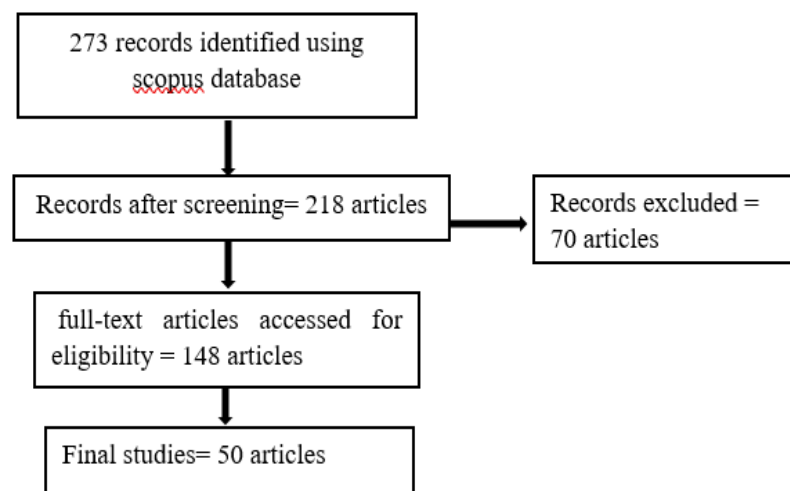 273 records identified using
scopus database
Records after screening= 218 articles
Records excluded =
70 articles
full-text articles accessed for
eligibility = 148 articles
Final studies= 50 articles